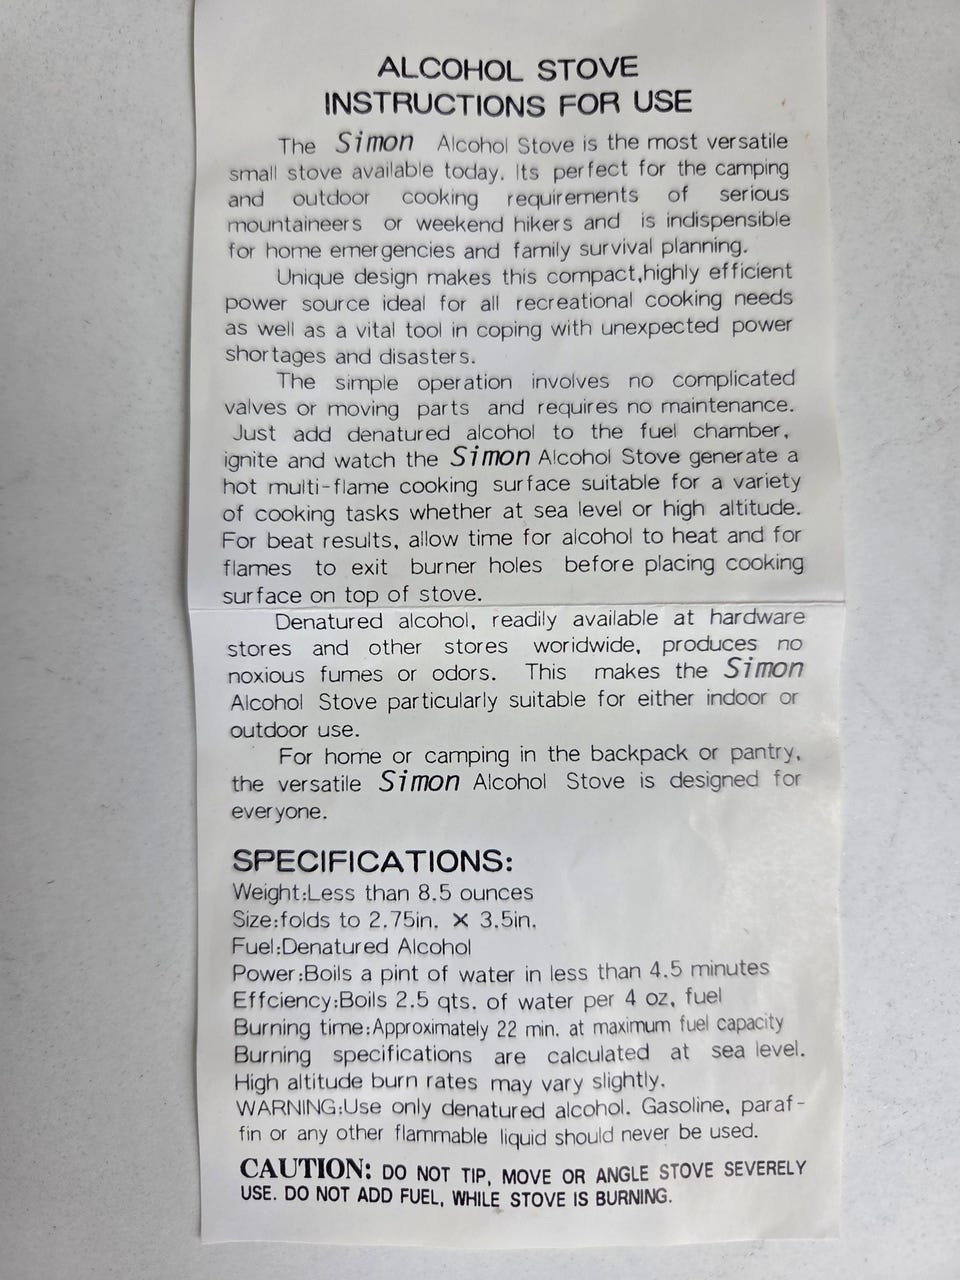 ALCOHOL STOVE
INSTRUCTIONS FOR USE
The Simon Alcohol Stove is the most versatile
small stove available today. Its perfect for the camping
and outdoor cooking requirements of serious
mountaineers or weekend hikers and is indispensible
for home emergencies and family survival planning.
Unique design makes this compact,highly efficient
power source ideal for all recreational cooking needs
as well as a vital tool in coping with unexpected power
shortages and disasters.
The simple operation involves no complicated
valves or moving parts and requires no maintenance.
Just add denatured alcohol to the fuel chamber,
ignite and watch the Simon Alcohol Stove generate a
hot multi-flame cooking surface suitable for a variety
of cooking tasks whether at sea level or high altitude.
For beat results, allow time for alcohol to heat and for
flames to exit burner holes before placing cooking
surface on top of stove.
Denatured alcohol, readily available at hardware
stores and other stores woridwide, produces no
noxious fumes or odors. This makes the Simon
Alcohol Stove particularly suitable for either indoor or
outdoor use.
For home or camping in the backpack or pantry,
the versatile Simon Alcohol Stove is designed for
everyone.
SPECIFICATIONS:
Weight:Less than 8.5 ounces
Size:folds to 2.75in. × 3.5in.
Fuel:Denatured Alcohol
Power:Boils a pint of water in less than 4.5 minutes
Effciency:Boils 2.5 qts. of water per 4 oz. fuel
Burning time:Approximately 22 min. at maximum fuel capacity
Burning specifications are calculated at sea level.
High altitude burn rates may vary slightly.
WARNING:Use only denatured alcohol. Gasoline, paraf-
fin or any other flammable liquid should never be used.
CAUTION: DO NOT TIP, MOVE OR ANGLE STOVE SEVERELY
USE. DO NOT ADD FUEL, WHILE STOVE IS BURNING.